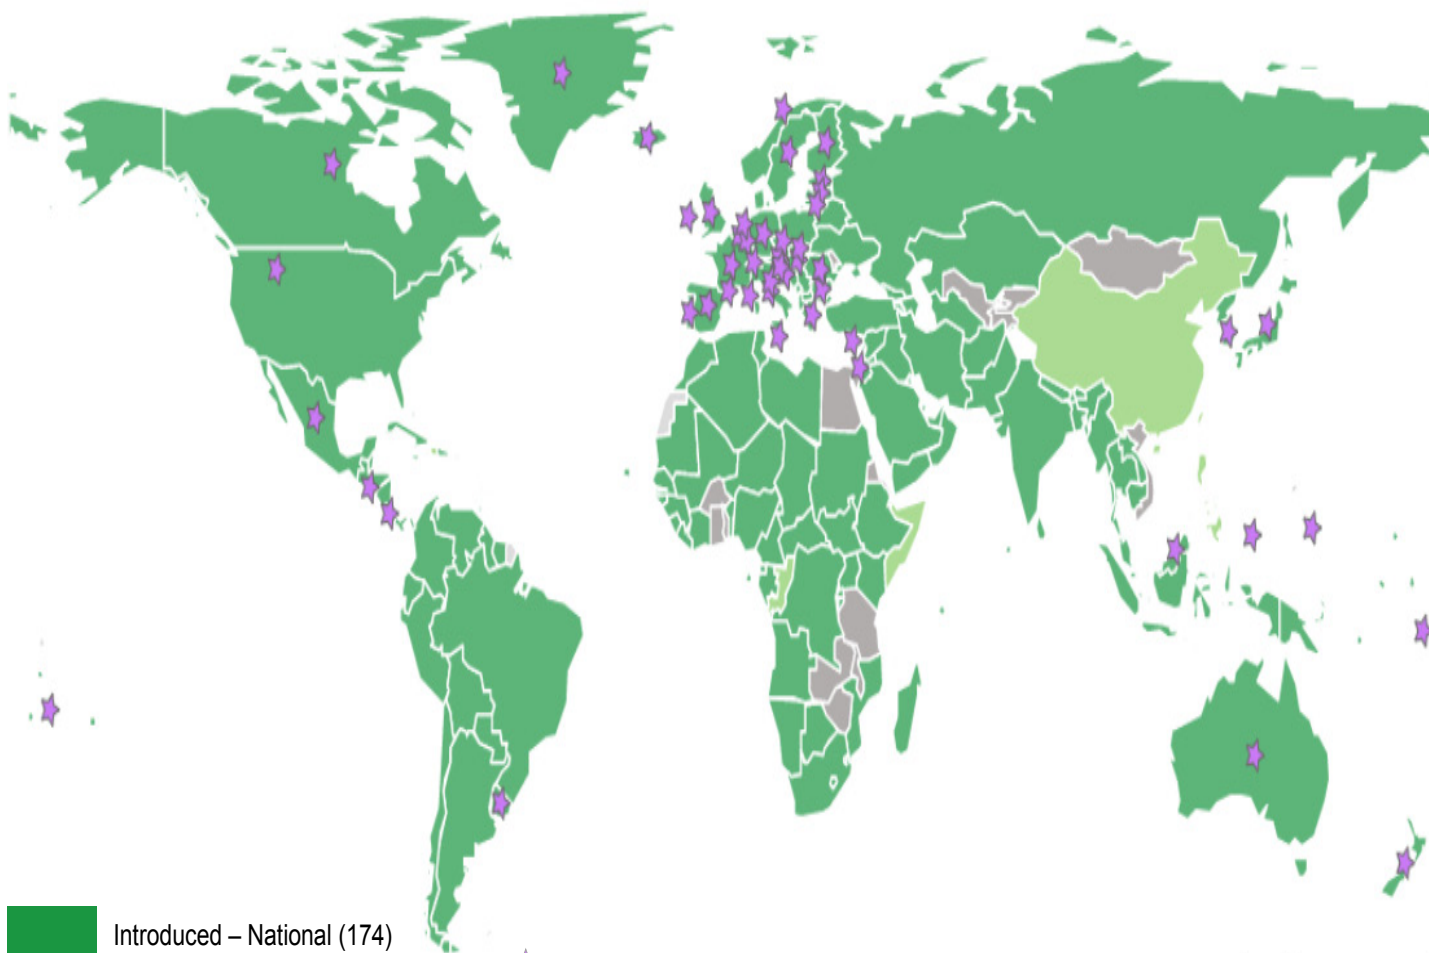 Introduced – National (174)